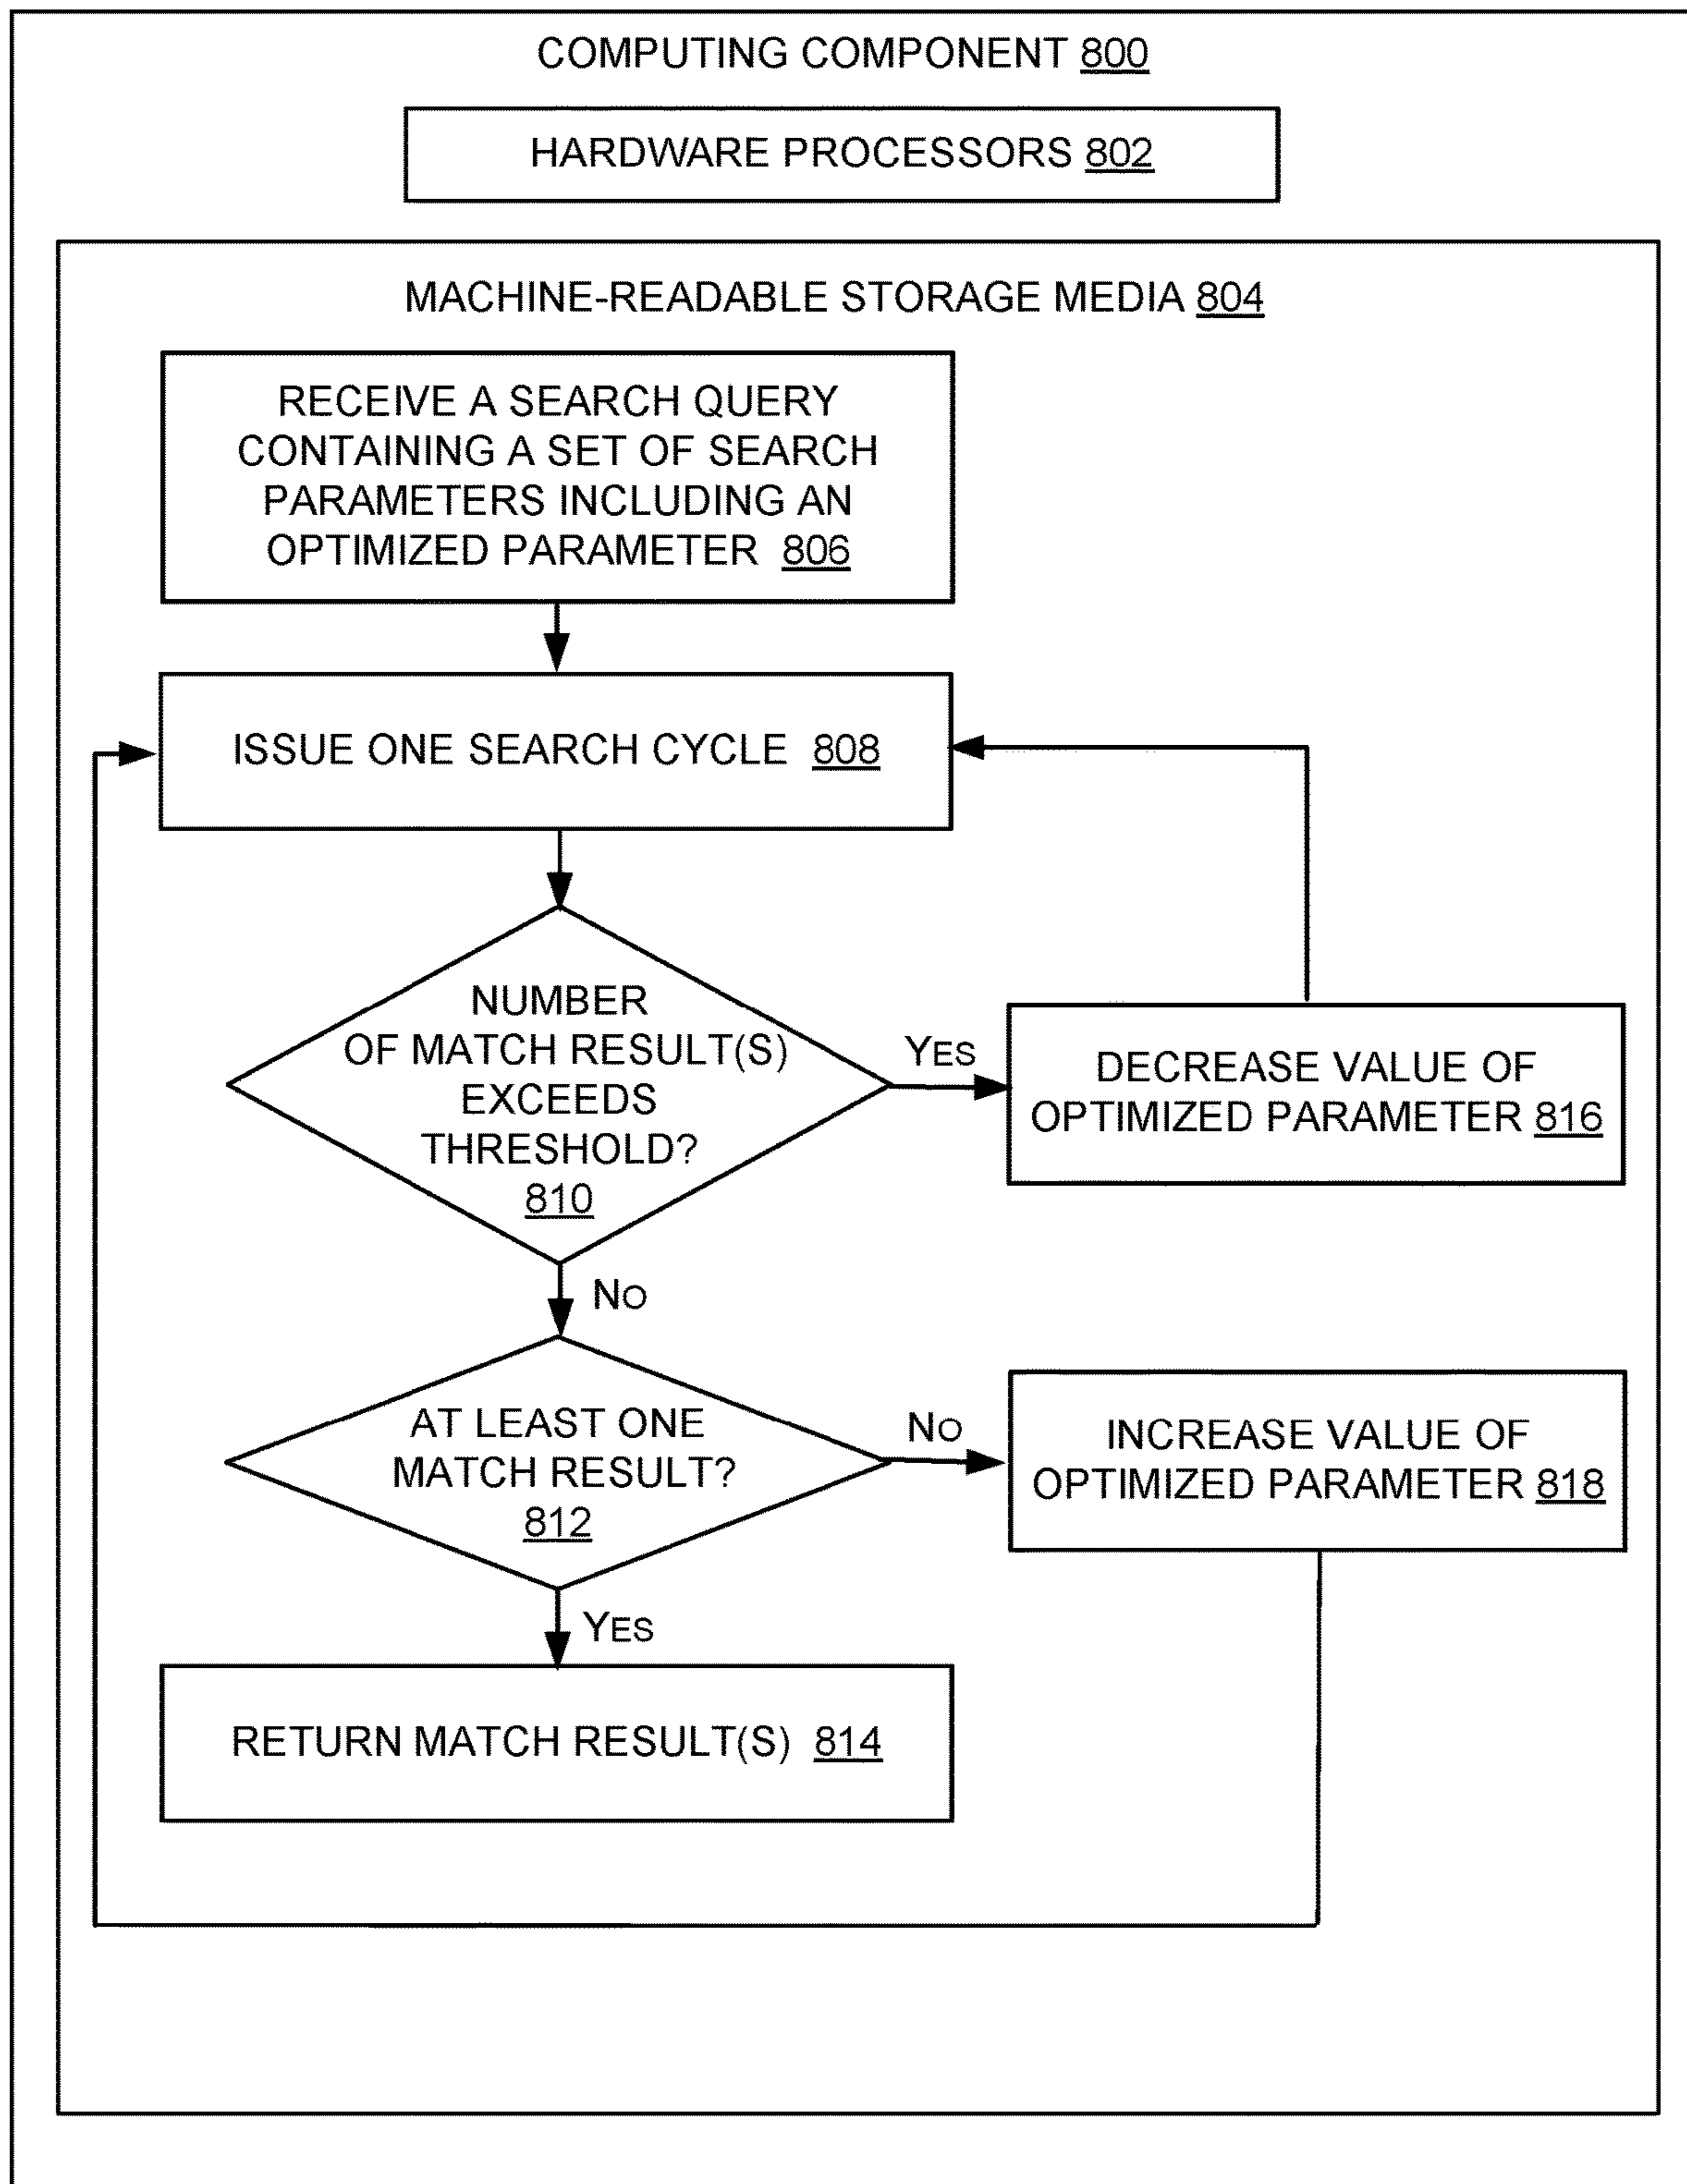 COMPUTING COMPONENT 800
HARDWARE PROCESSORS 802
MACHINE-READABLE STORAGE MEDIA 804
RECEIVE A SEARCH QUERY
CONTAINING A SET OF SEARCH
PARAMETERS INCLUDING AN
OPTIMIZED PARAMETER 806
ISSUE ONE SEARCH CYCLE 808
NUMBER
OF MATCH RESULT(S)
EXCEEDS
THRESHOLD?
810
YES
DECREASE VALUE OF
OPTIMIZED PARAMETER 816
NO
AT LEAST ONE
MATCH RESULT?
812
NO
INCREASE VALUE OF
OPTIMIZED PARAMETER 818
YES
RETURN MATCH RESULT(S) 814